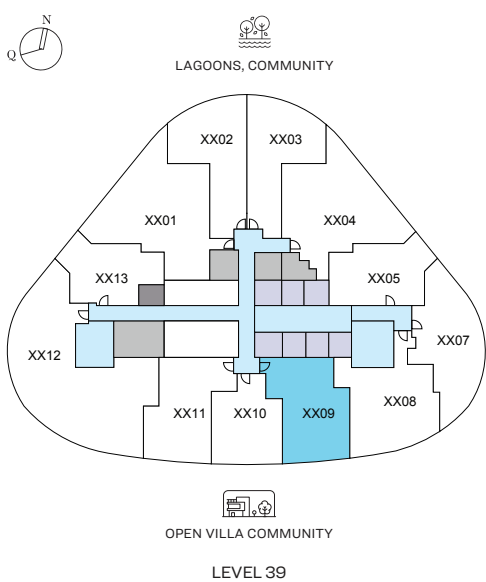 N
Q
LAGOONS, COMMUNITY
XX02
XX03
XX01
XX04
XX13
XX05
XX12
XX07
XX11
XX10
XX09
XX08
OPEN VILLA COMMUNITY
LEVEL 39